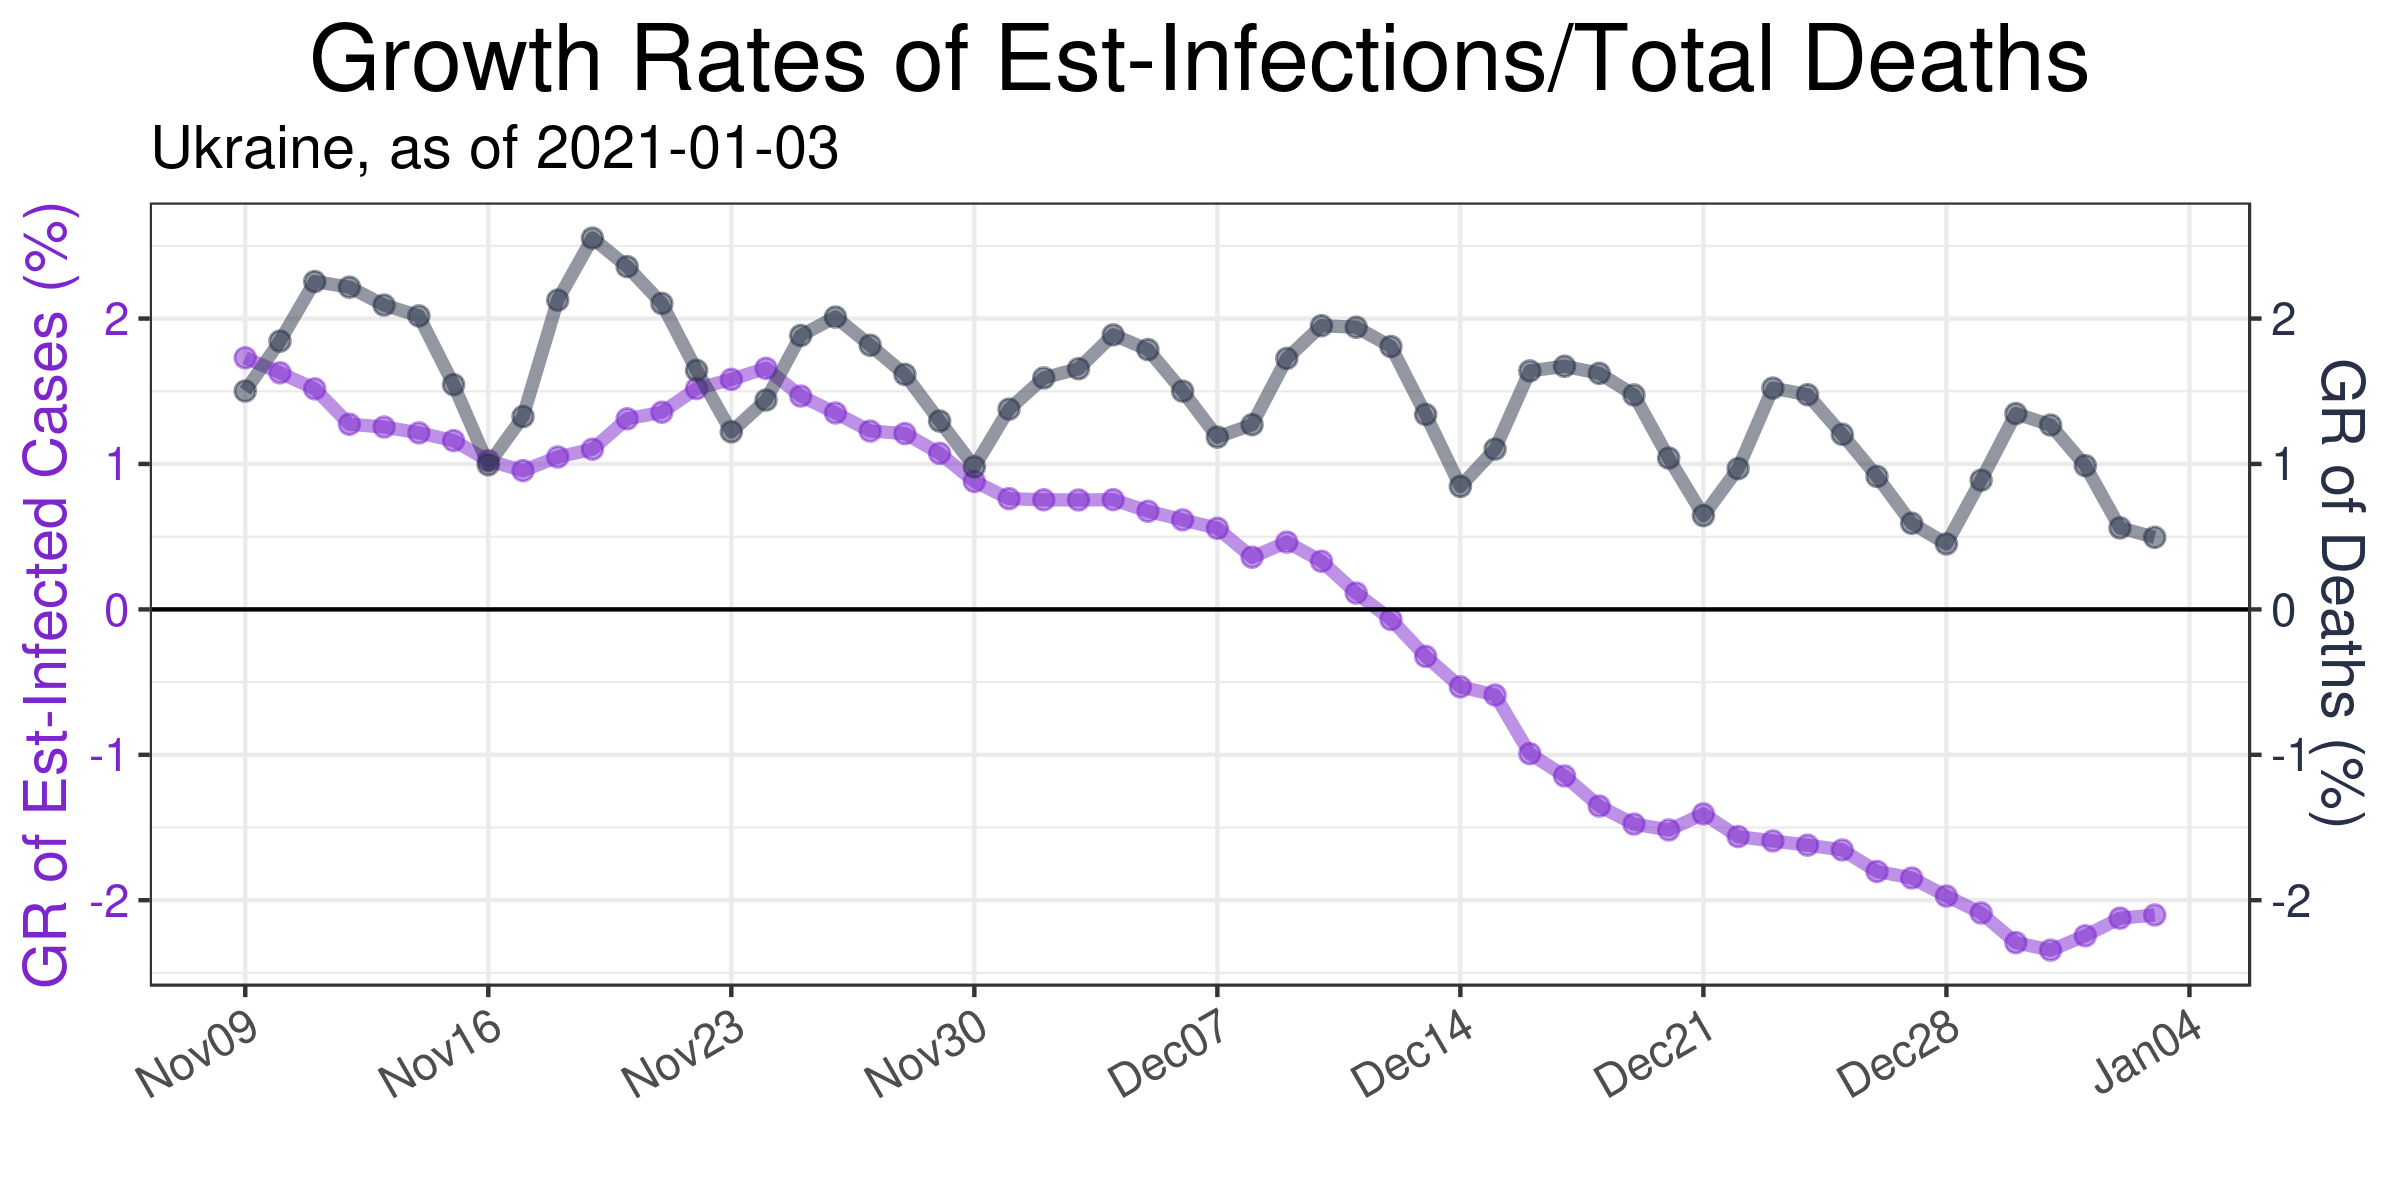 Growth Rates of Est-Infections/Total Deaths
Ukraine, as of 2021-01-03
GR of Est-Infected Cases (%)
2
1
0
-1
-2
2
1
0
-1
-2
GR of Deaths (%)
Nov09
Nov16
Nov23
Nov30
Dec07
Dec14
Dec21
Dec28
Jan04